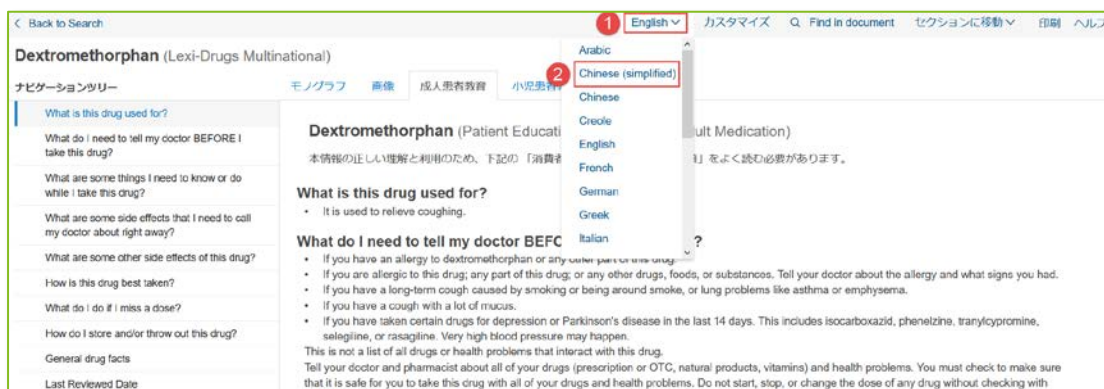 Back to Search
1 English カスタマイズ Find in document セクションに移動 印刷 ヘルプ
Dextromethorphan (Lexi-Drugs Multinational)
ナビゲーションツリー
モノグラフ 画像 成人患者教育 小児患者
2
Arabic
Chinese (simplified)
Chinese
Creole
English
French
German
Greek
Italian
What is this drug used for?
What do I need to tell my doctor BEFORE I
take this drug?
What are some things I need to know or do
while I take this drug?
What are some side effects that I need to call
my doctor about right away?
What are some other side effects of this drug?
How is this drug best taken?
What do I do if I miss a dose?
How do I store and/or throw out this drug?
General drug facts
Last Reviewed Date
Dextromethorphan (Patient Educati ult Medication)
本情報の正しい理解と利用のため、下記の「消費者 」をよく読む必要があります。
What is this drug used for?
• It is used to relieve coughing.
What do I need to tell my doctor BEFO ?
• If you have an allergy to dextromethorphan or any other part of this drug.
• If you are allergic to this drug; any part of this drug; or any other drugs, foods, or substances. Tell your doctor about the allergy and what signs you had.
• If you have a long-term cough caused by smoking or being around smoke, or lung problems like asthma or emphysema.
• If you have a cough with a lot of mucus.
• If you have taken certain drugs for depression or Parkinson's disease in the last 14 days. This includes isocarboxazid, phenelzine, tranylcypromine,
selegiline, or rasagiline. Very high blood pressure may happen.
This is not a list of all drugs or health problems that interact with this drug.
Tell your doctor and pharmacist about all of your drugs (prescription or OTC, natural products, vitamins) and health problems. You must check to make sure
that it is safe for you to take this drug with all of your drugs and health problems. Do not start, stop, or change the dose of any drug without checking with